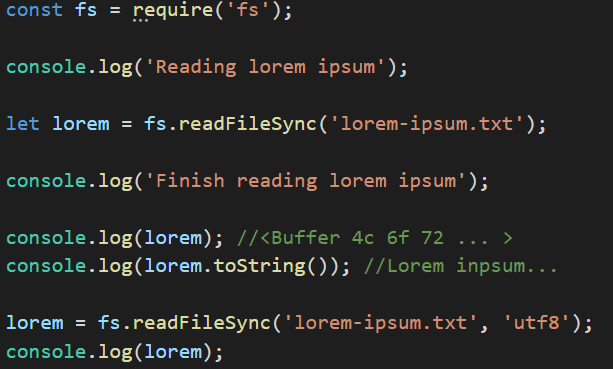 const fs = require('fs');
console.log('Reading lorem ipsum');
let lorem = fs.readFileSync('lorem-ipsum.txt');
console.log('Finish reading lorem ipsum');
console.log(lorem); //<Buffer 4c 6f 72 ... >
console.log(lorem.toString()); //Lorem inpsum...
lorem = fs.readFileSync('lorem-ipsum.txt', 'utf8');
console.log(lorem);